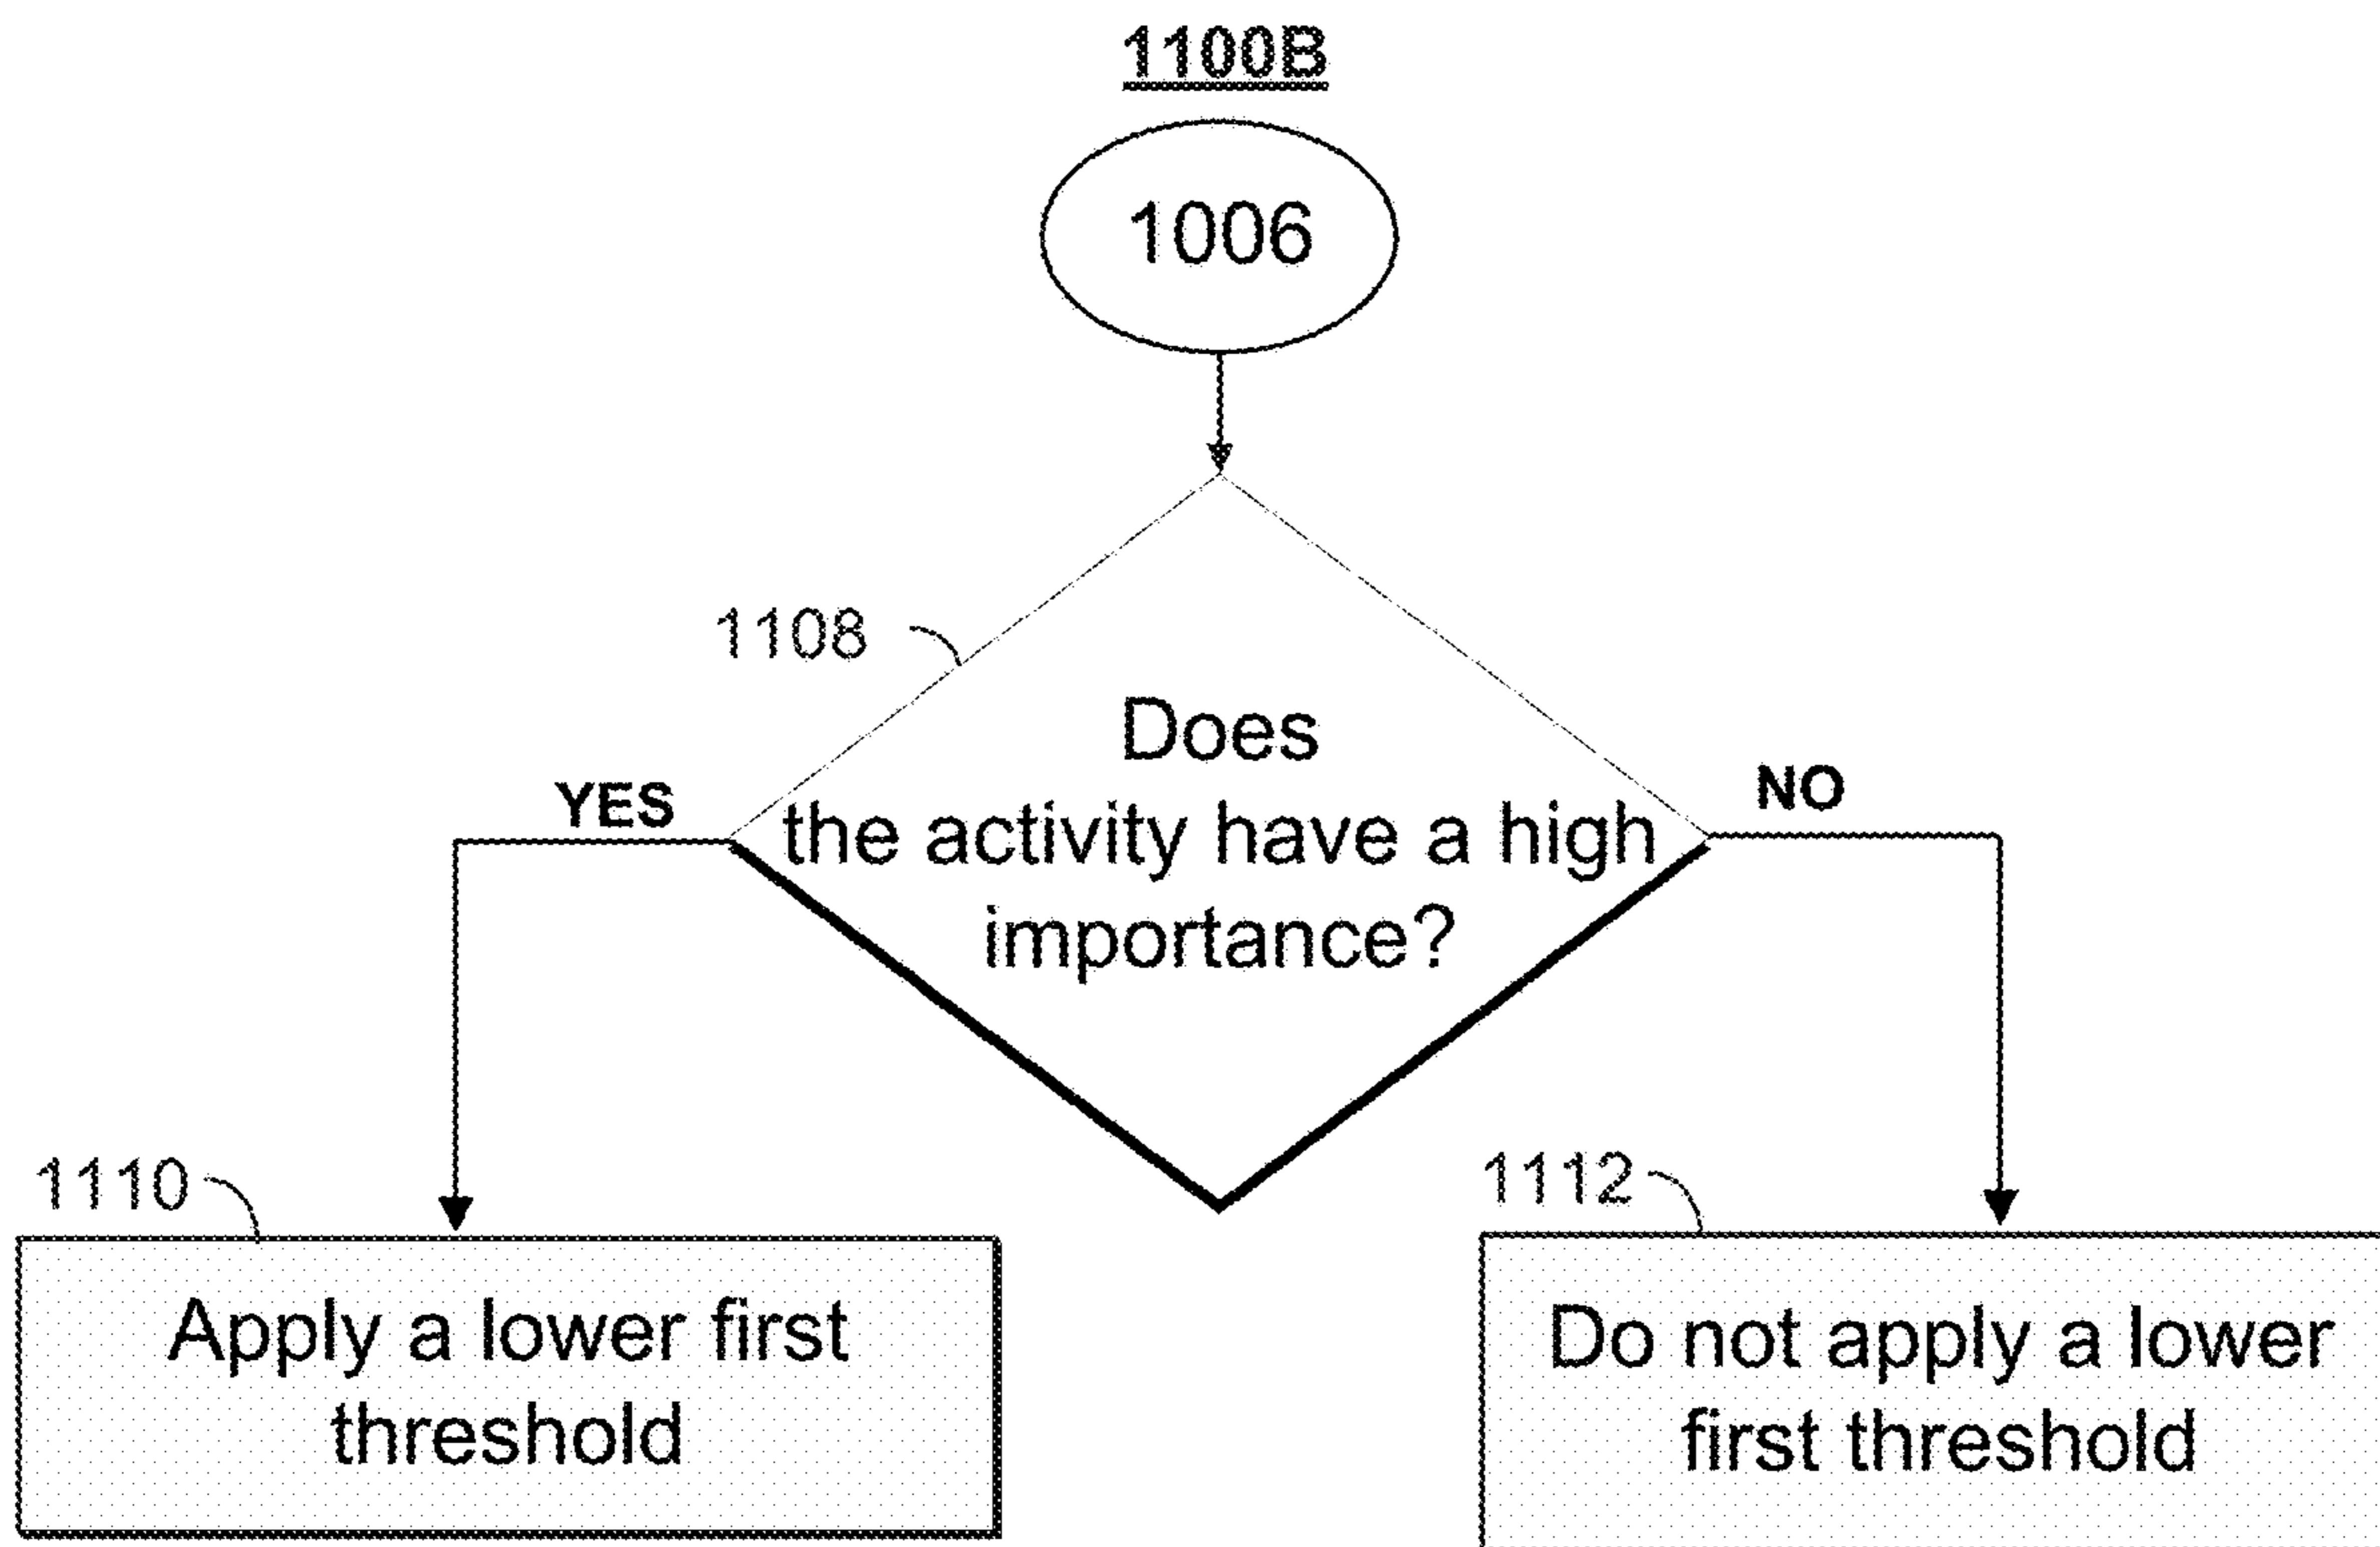 1100B
1006
1108
Does
the activity have a high
importance?
YES
NO
1110
Apply a lower first
threshold
1112
Do not apply a lower
first threshold